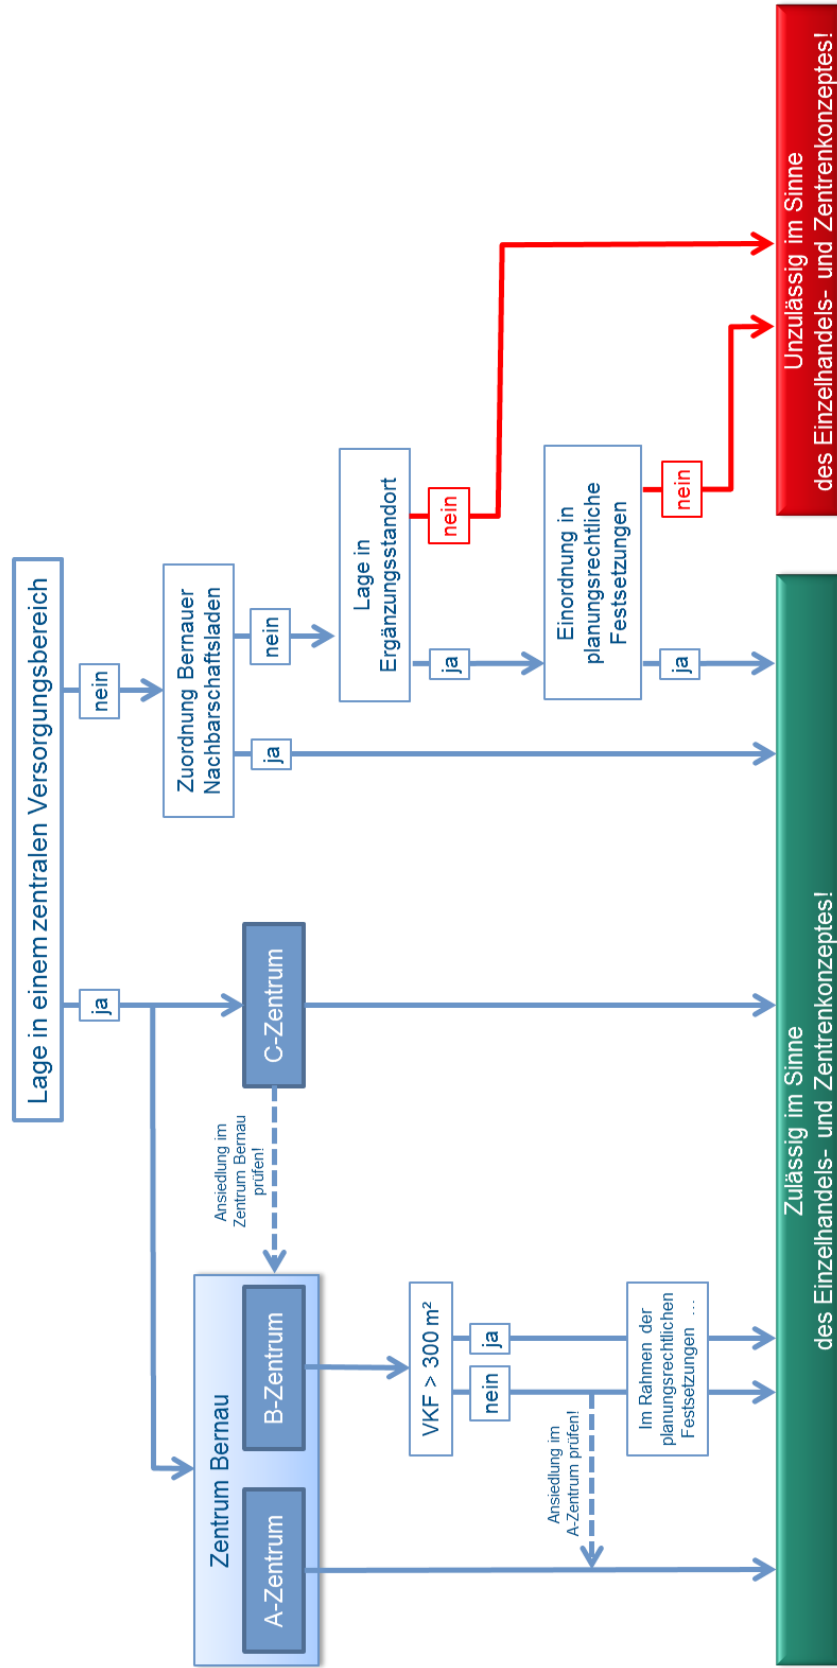 Lage in einem zentralen Versorgungsbereich
ja
nein
Zentrum Bernau
A-Zentrum
B-Zentrum
Ansiedlung im
Zentrum Bernau
prüfen!
C-Zentrum
Zuordnung Bernauer
Nachbarschaftsladen
ja
nein
VKF > 300 m²
nein
ja
Lage in
Ergänzungsstandort
ja
nein
Ansiedlung im
A-Zentrum prüfen!
Im Rahmen der
planungsrechtlichen
Festsetzungen ...
Einordnung in
planungsrechtliche
Festsetzungen
ja
nein
Zulässig im Sinne
des Einzelhandels- und Zentrenkonzeptes!
Unzulässig im Sinne
des Einzelhandels- und Zentrenkonzeptes!